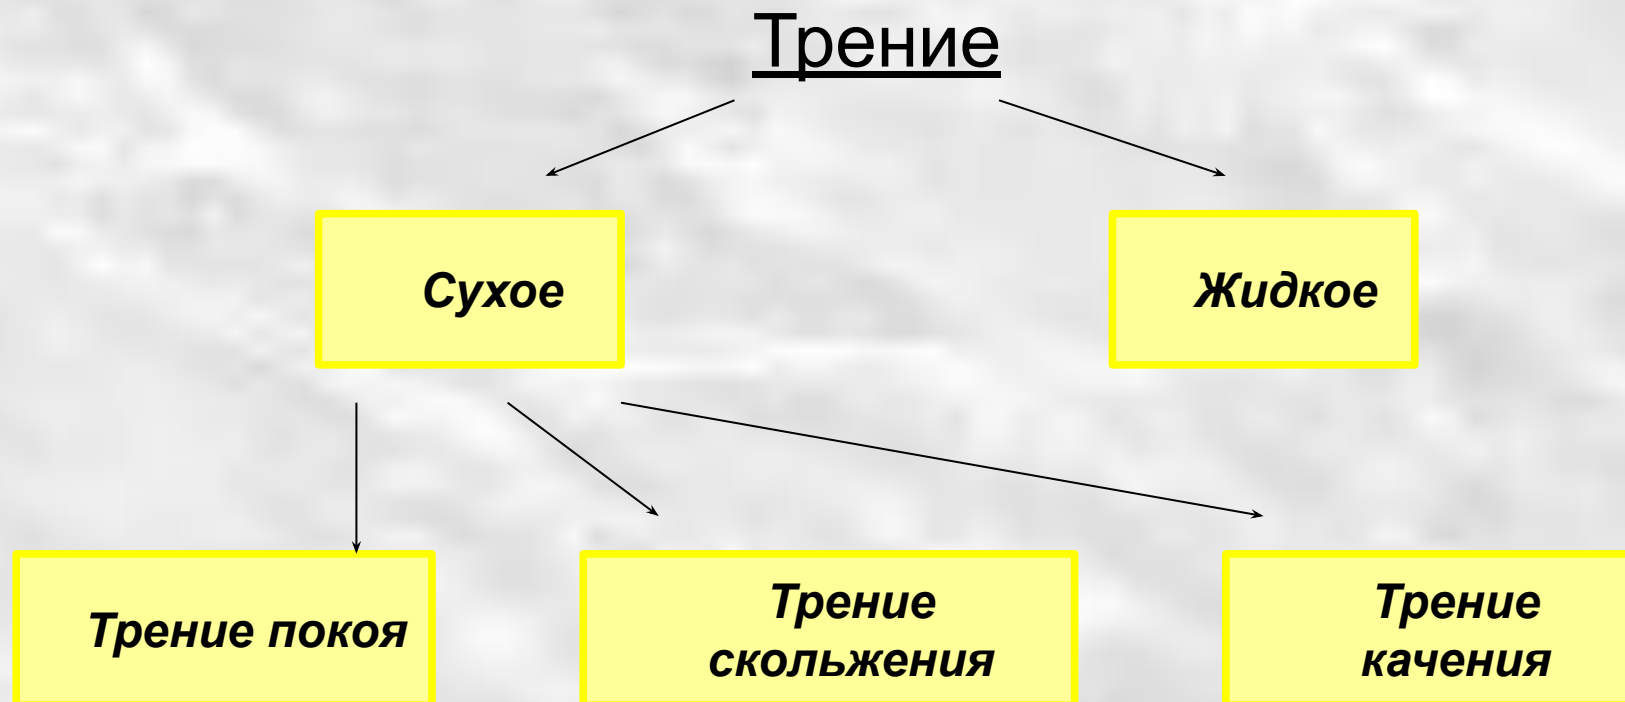 Трение
Сухое
Жидкое
Трение покоя
Трение
скольжения
Трение
качения